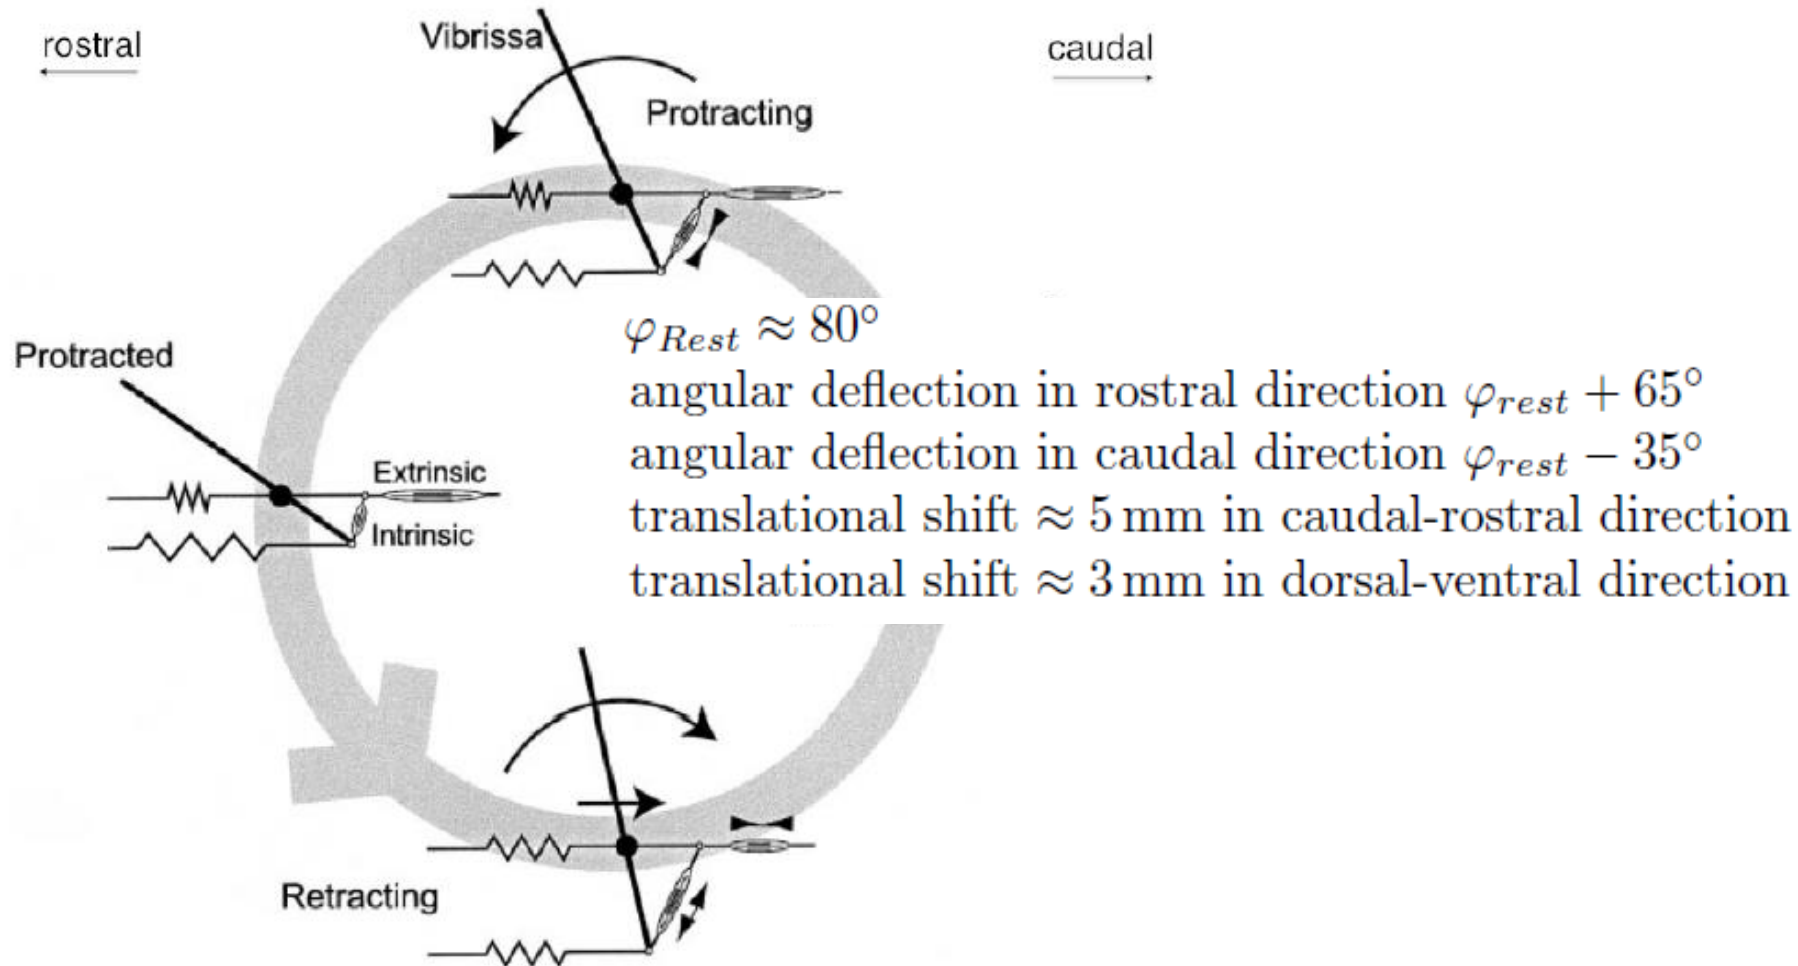 rostral
Vibrissa
caudal
Protracting
φ_Rest ≈ 80°
Protracted
angular deflection in rostral direction φ_rest + 65°
angular deflection in caudal direction φ_rest − 35°
Extrinsic
translational shift ≈ 5 mm in caudal-rostral direction
Intrinsic
translational shift ≈ 3 mm in dorsal-ventral direction
Retracting